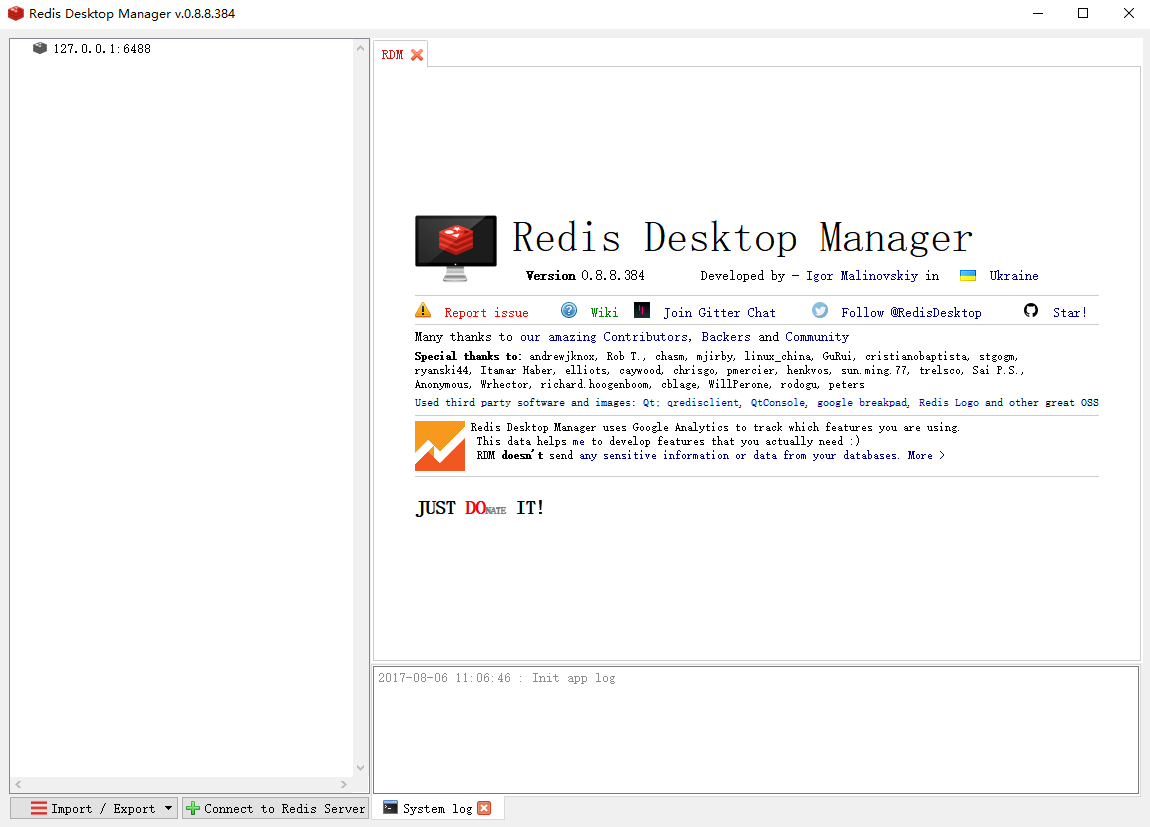 Redis Desktop Manager v.0.8.8.384
127.0.0.1:6488
RDM
Redis Desktop Manager
Version 0.8.8.384 Developed by - Igor Malinovskiy in Ukraine
Report issue Wiki Join Gitter Chat Follow @RedisDesktop Star!
Many thanks to our amazing Contributors, Backers and Community
Special thanks to: andrewjknox, Rob T., chasm, mjirby, linux_china, GuRui, cristianobaptista, stgogm,
ryanski44, Itamar Haber, elliots, caywood, chrisgo, pmercier, henkvos, sun.ming.77, trelsco, Sai P.S.,
Anonymous, Wrhector, richard.hoogenboom, cblage, WillPerone, rodogu, peters
Used third party software and images: Qt, qredisclient, QtConsole, google breakpad, Redis Logo and other great OSS
Redis Desktop Manager uses Google Analytics to track which features you are using.
This data helps me to develop features that you actually need :)
RDM doesn't send any sensitive information or data from your databases. More >
JUST DONATE IT!
2017-08-06 11:06:46 : Init app log
Import / Export
Connect to Redis Server
System log